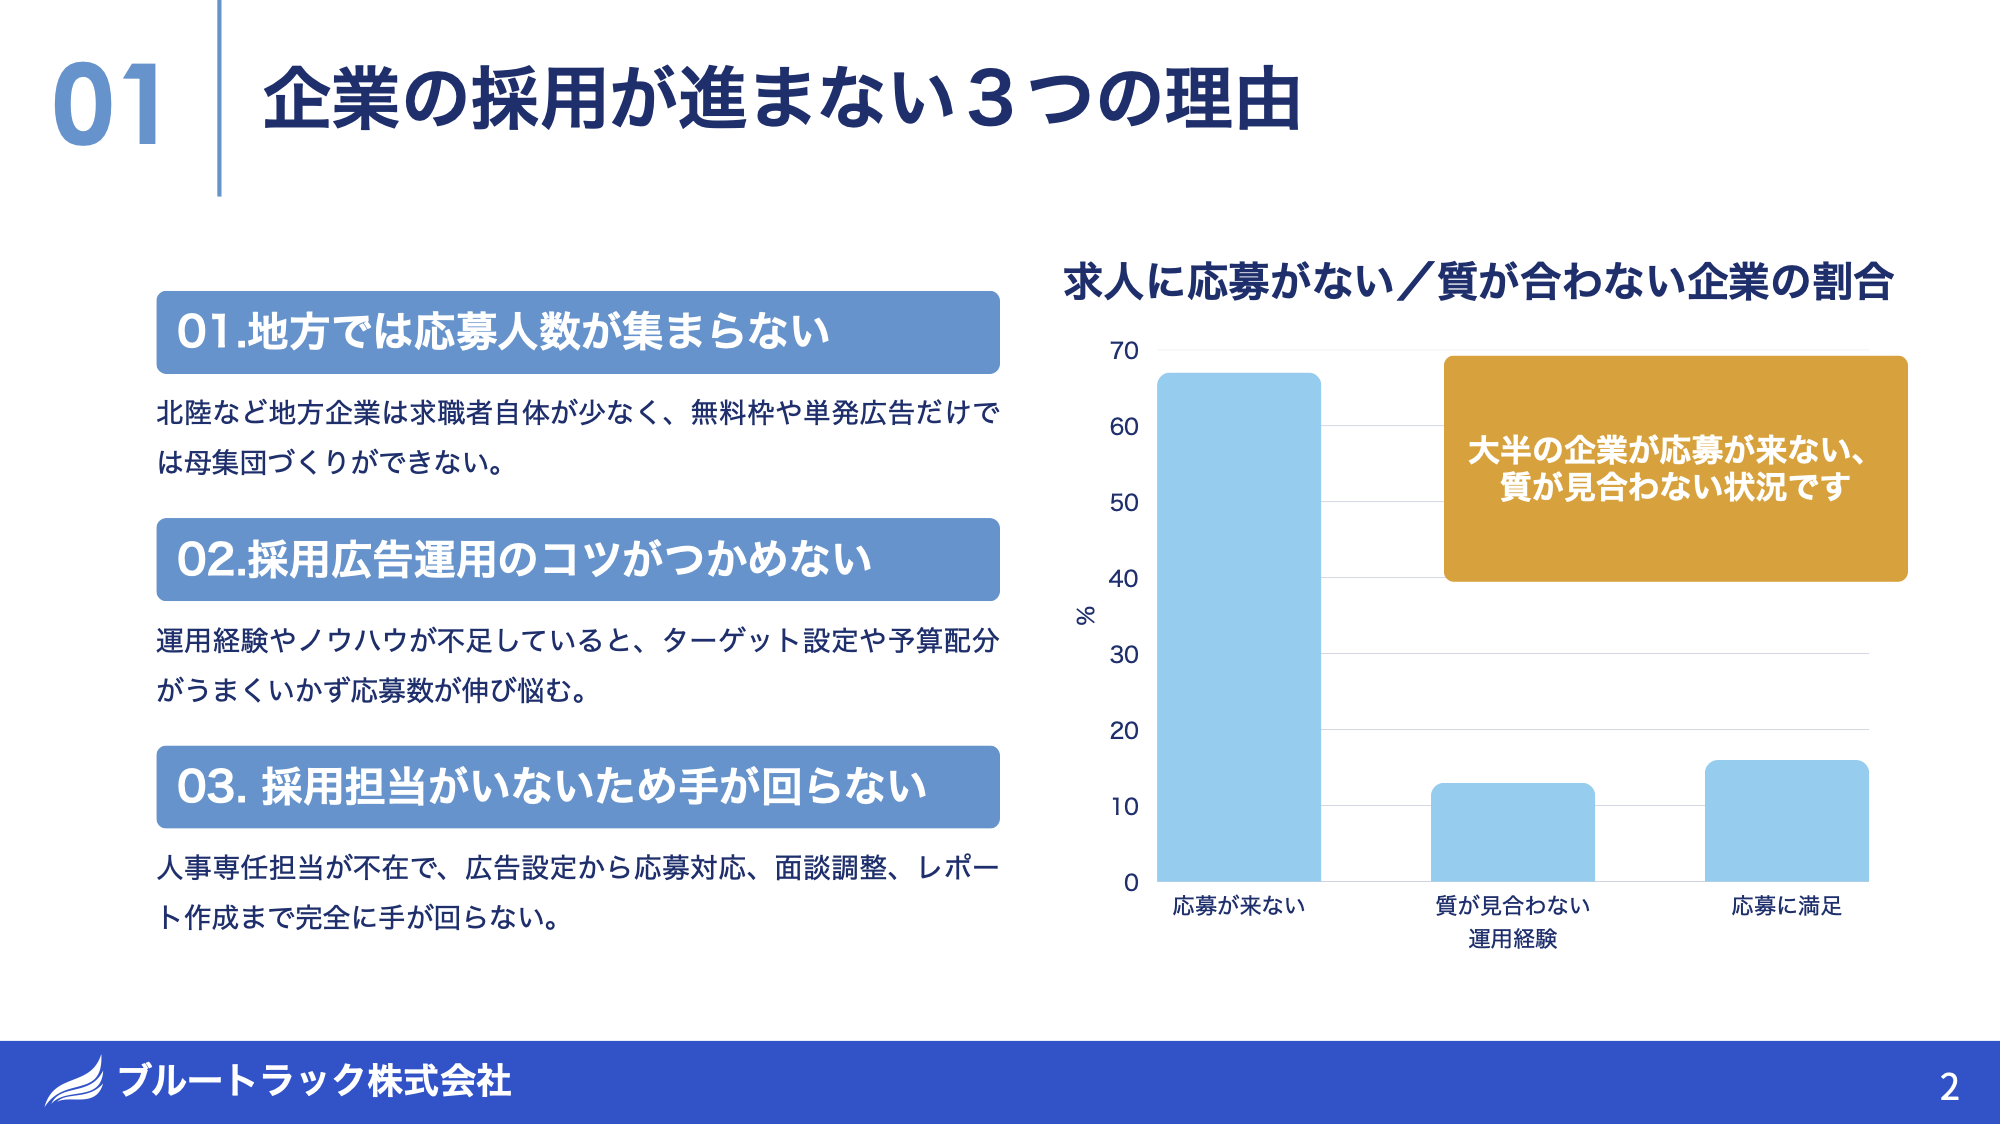 01
企業の採用が進まない３つの理由
01.地方では応募人数が集まらない
北陸など地方企業は求職者自体が少なく、無料枠や単発広告だけで
は母集団づくりができない。
02.採用広告運用のコツがつかめない
運用経験やノウハウが不足していると、ターゲット設定や予算配分
がうまくいかず応募数が伸び悩む。
03. 採用担当がいないため手が回らない
人事専任担当が不在で、広告設定から応募対応、面談調整、レポー
ト作成まで完全に手が回らない。
求人に応募がない／質が合わない企業の割合
70
60
50
40
30
20
10
0
%
大半の企業が応募が来ない、
質が見合わない状況です
応募が来ない
質が見合わない
運用経験
応募に満足
ブルートラック株式会社
2